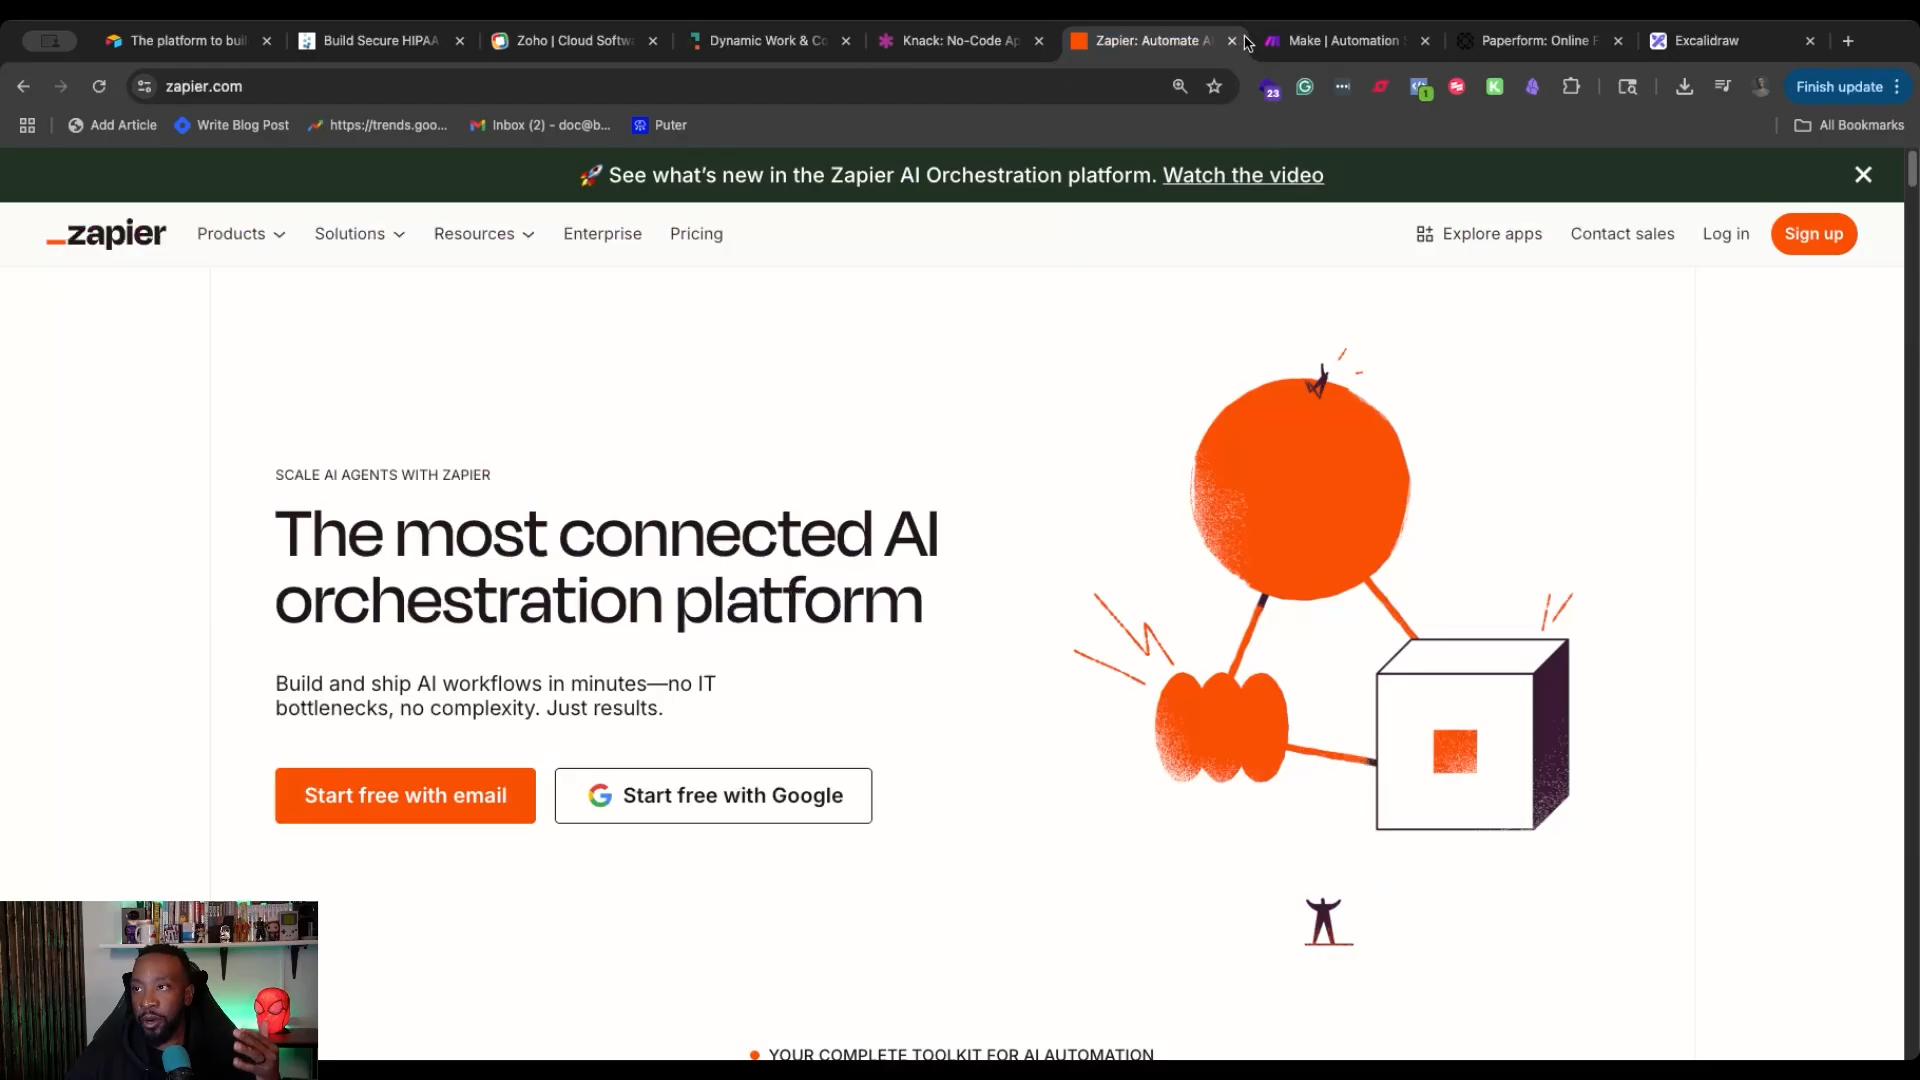 The platform to buil
Build Secure HIPAA
Zoho | Cloud Softw
Dynamic Work & Co
Knack: No-Code Ap
Zapier: Automate A
Make | Automation
Paperform: Online F
Excalidraw
zapier.com
23
1
Finish update
Add Article
Write Blog Post
https://trends.goo...
Inbox (2) - doc@b...
Puter
All Bookmarks
🚀 See what's new in the Zapier AI Orchestration platform. Watch the video
zapier
Products
Solutions
Resources
Enterprise
Pricing
Explore apps
Contact sales
Log in
Sign up
SCALE AI AGENTS WITH ZAPIER
The most connected AI
orchestration platform
Build and ship AI workflows in minutes—no IT
bottlenecks, no complexity. Just results.
Start free with email
Start free with Google
YOUR COMPLETE TOOLKIT FOR AI AUTOMATION